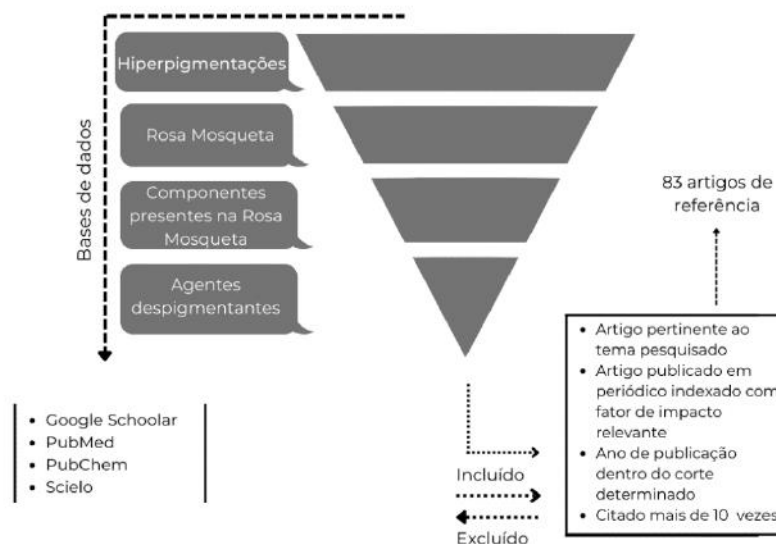 Bases de dados
Hiperpigmentações
Rosa Mosqueta
Componentes
presentes na Rosa
Mosqueta
Agentes
despigmentantes
• Google Schoolar
• PubMed
• PubChem
• Scielo
Incluído
Excluído
83 artigos de
referência
• Artigo pertinente ao
tema pesquisado
• Artigo publicado em
periódico indexado com
fator de impacto
relevante
• Ano de publicação
dentro do corte
determinado
• Citado mais de 10 vezes